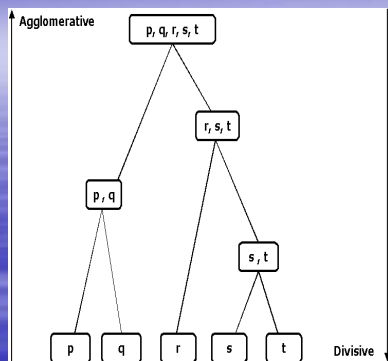 Agglomerative
p, q, r, s, t
r, s, t
p , q
s , t
p q r s t
Divisive